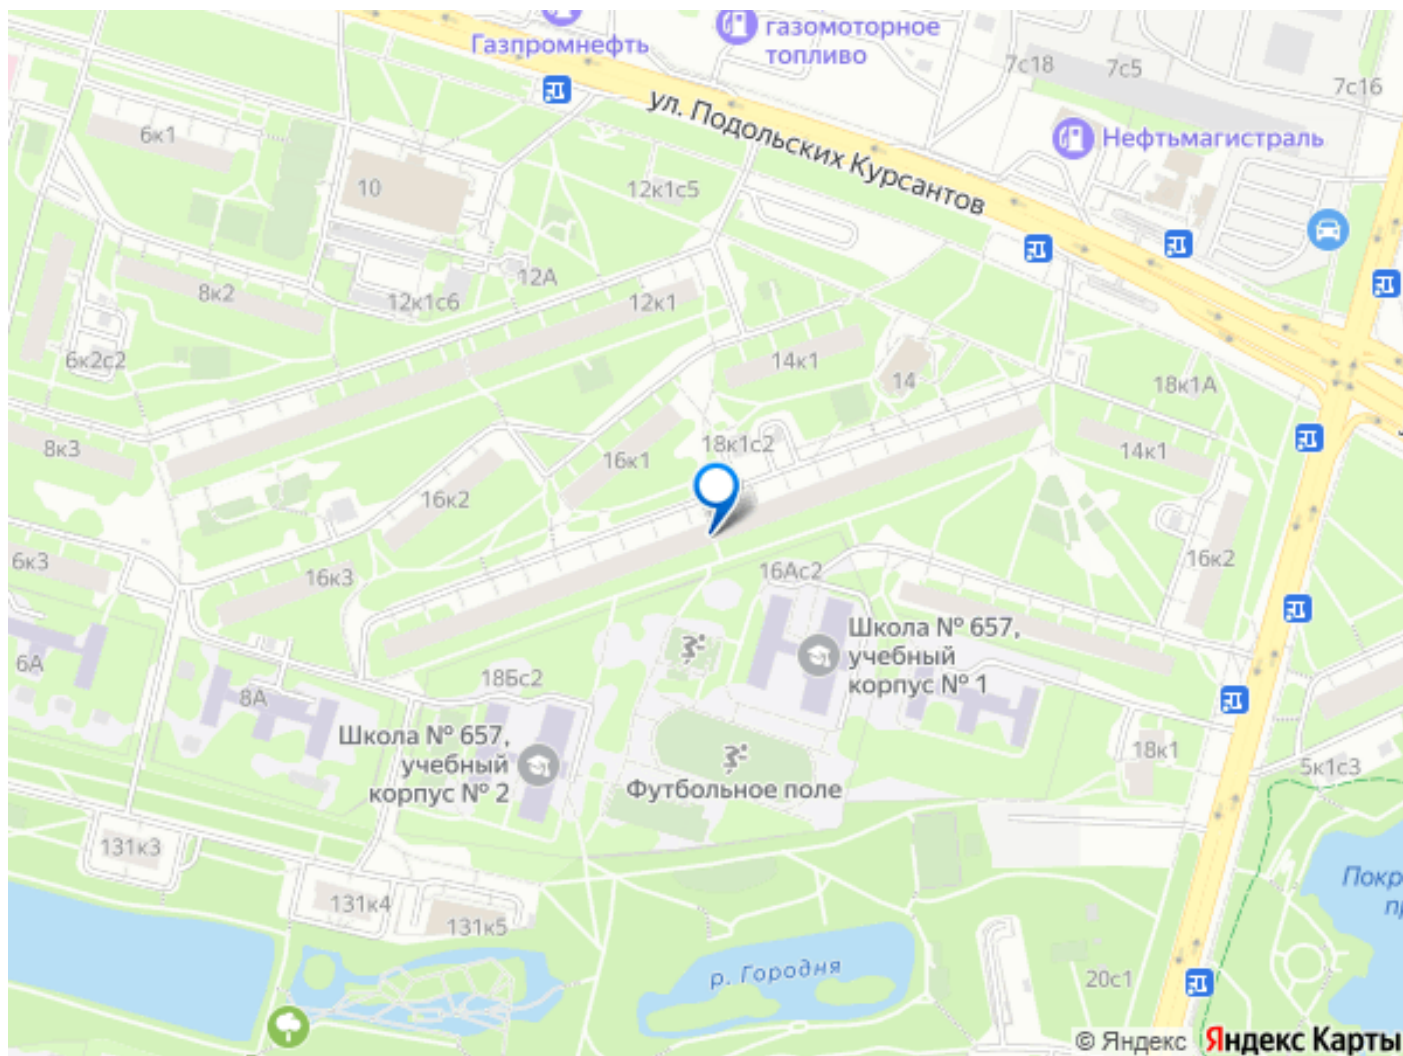 Газпромнефть
газомоторное
топливо
7с18
7с5
7с16
ул. Подольских Курсантов
Нефтьмагистраль
6к1
10
12к1с5
12А
8к2
12к1с6
12к1
6к2с2
14к1
14
18к1А
8к3
18к1с2
14к1
16к1
16к2
6к3
16к3
16Ас2
16к2
Школа № 657,
учебный
корпус № 1
6А
8А
18Бс2
Школа № 657,
учебный
корпус № 2
Футбольное поле
18к1
5к1с3
131к3
131к4
131к5
Покр
р. Городня
20с1
© Яндекс
Яндекс Карты